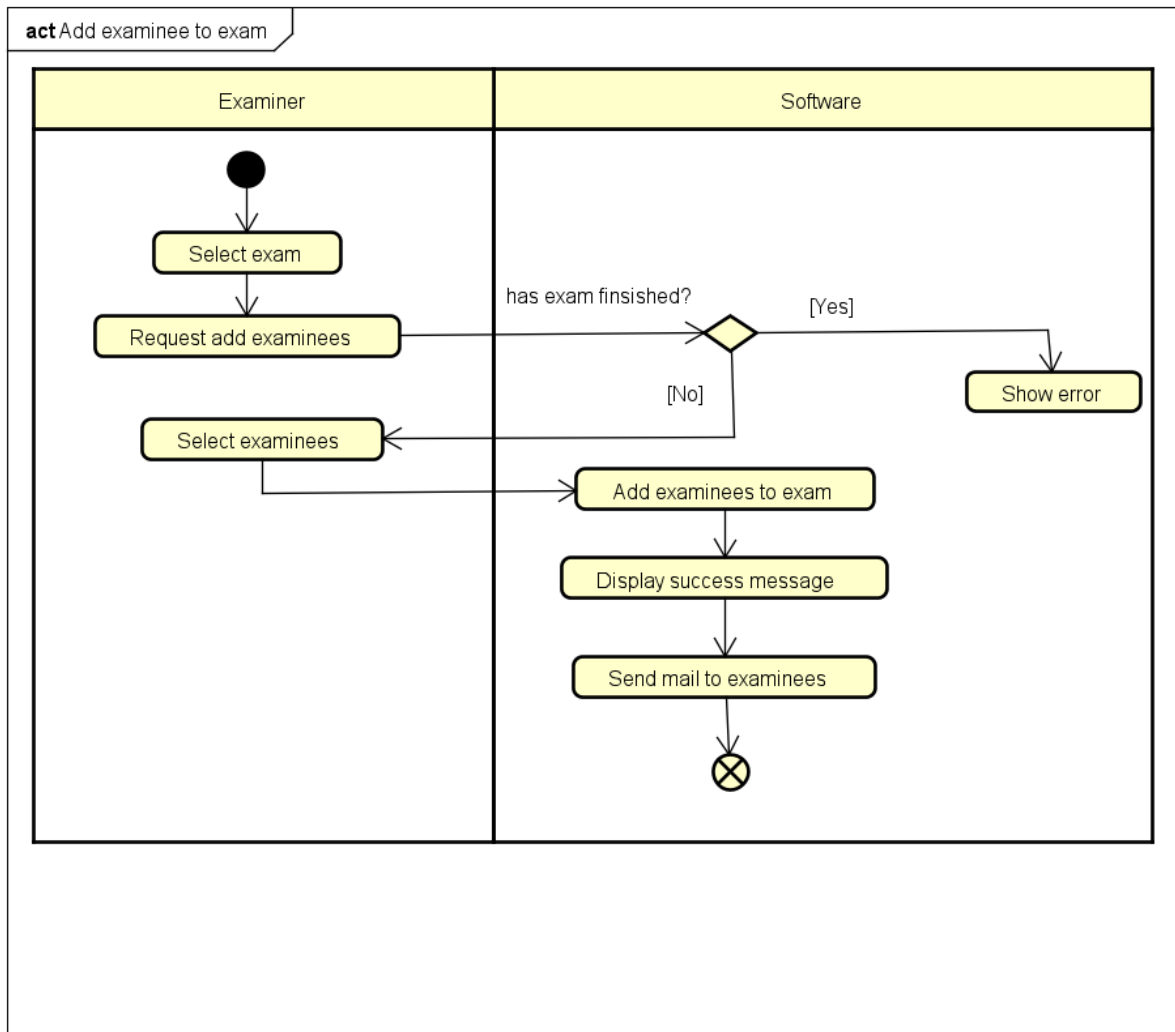 act Add examinee to exam
Examiner
Software
Select exam
has exam finsished?
[Yes]
Request add examinees
[No]
Show error
Select examinees
Add examinees to exam
Display success message
Send mail to examinees